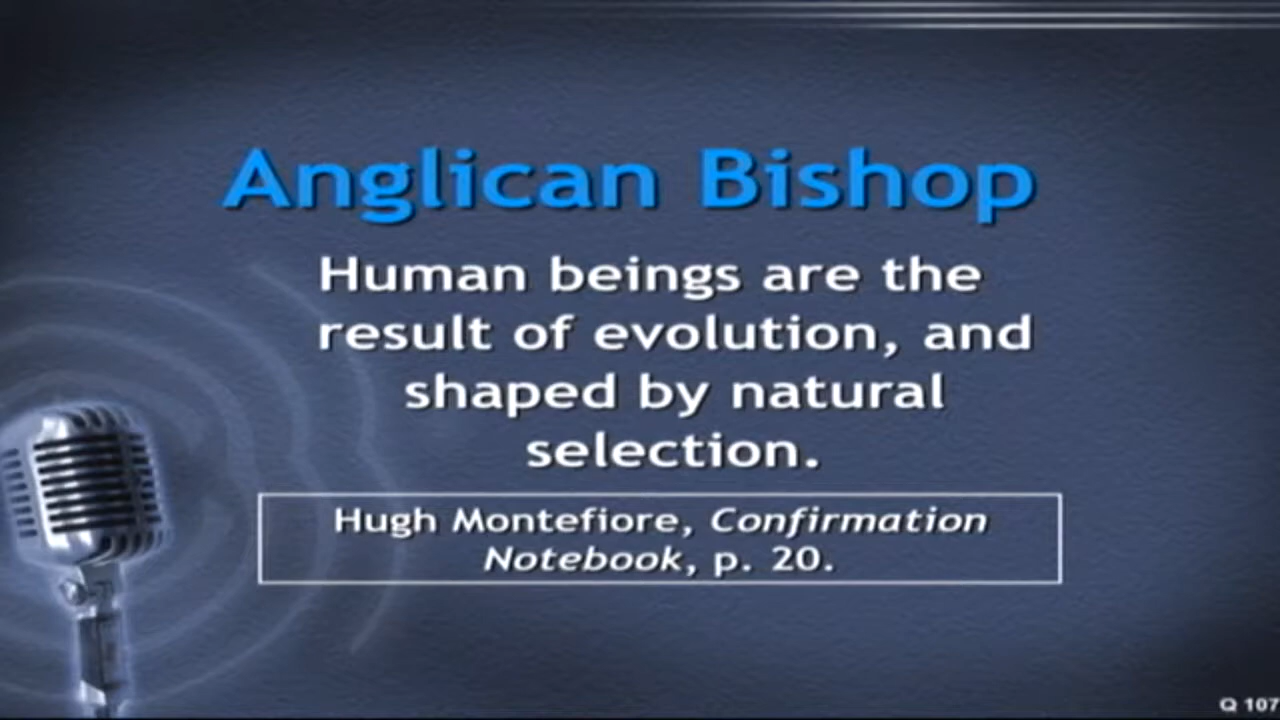 Anglican Bishop
Human beings are the
result of evolution, and
shaped by natural
selection.
Hugh Montefiore, Confirmation
Notebook, p. 20.
Q 107